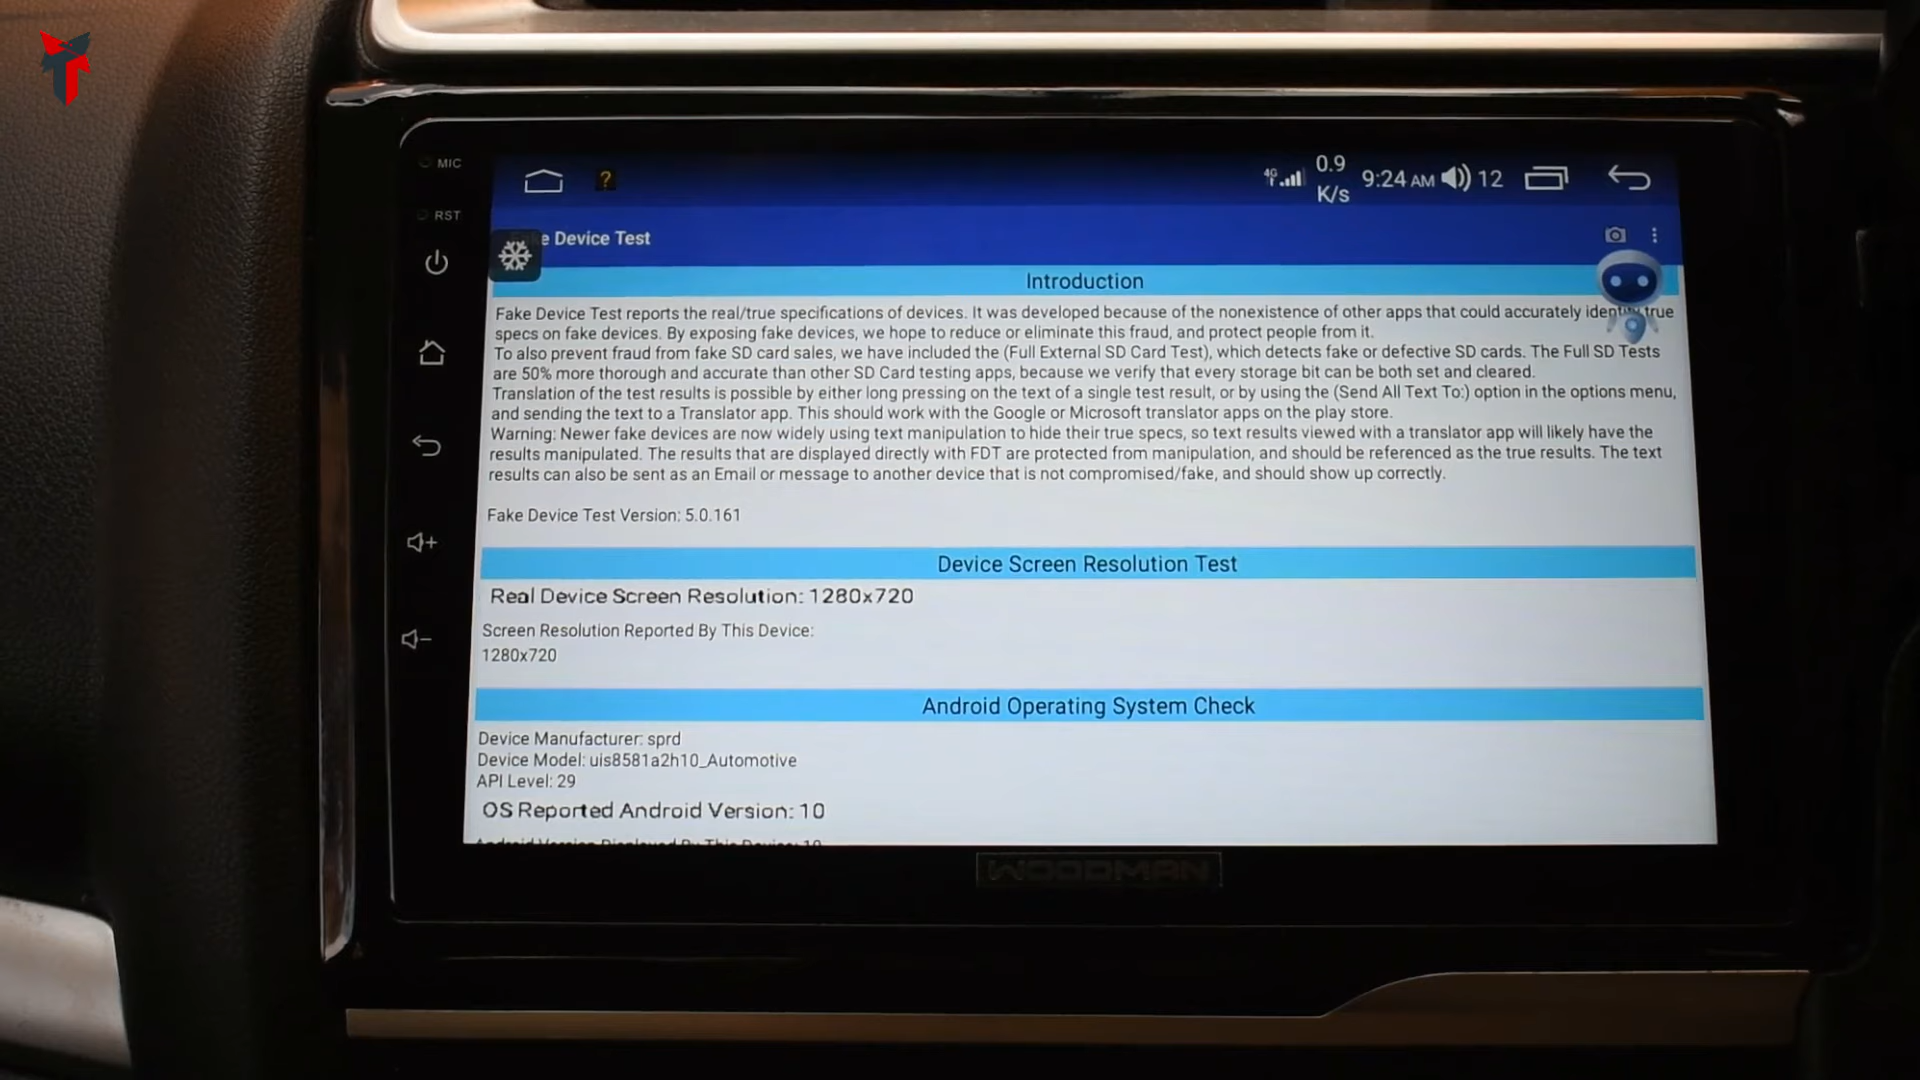 MIC
RST
?
4G
0.9
K/s
9:24 AM
12
e Device Test
Introduction
Fake Device Test reports the real/true specifications of devices. It was developed because of the nonexistence of other apps that could accurately identify true
specs on fake devices. By exposing fake devices, we hope to reduce or eliminate this fraud, and protect people from it.
To also prevent fraud from fake SD card sales, we have included the (Full External SD Card Test), which detects fake or defective SD cards. The Full SD Tests
are 50% more thorough and accurate than other SD Card testing apps, because we verify that every storage bit can be both set and cleared.
Translation of the test results is possible by either long pressing on the text of a single test result, or by using the (Send All Text To:) option in the options menu,
and sending the text to a Translator app. This should work with the Google or Microsoft translator apps on the play store.
Warning: Newer fake devices are now widely using text manipulation to hide their true specs, so text results viewed with a translator app will likely have the
results manipulated. The results that are displayed directly with FDT are protected from manipulation, and should be referenced as the true results. The text
results can also be sent as an Email or message to another device that is not compromised/fake, and should show up correctly.
Fake Device Test Version: 5.0.161
Device Screen Resolution Test
Real Device Screen Resolution: 1280x720
Screen Resolution Reported By This Device:
1280x720
Android Operating System Check
Device Manufacturer: sprd
Device Model: uis8581a2h10_Automotive
API Level: 29
OS Reported Android Version: 10
Android Version Displayed By This Device: 10
WOODMAN